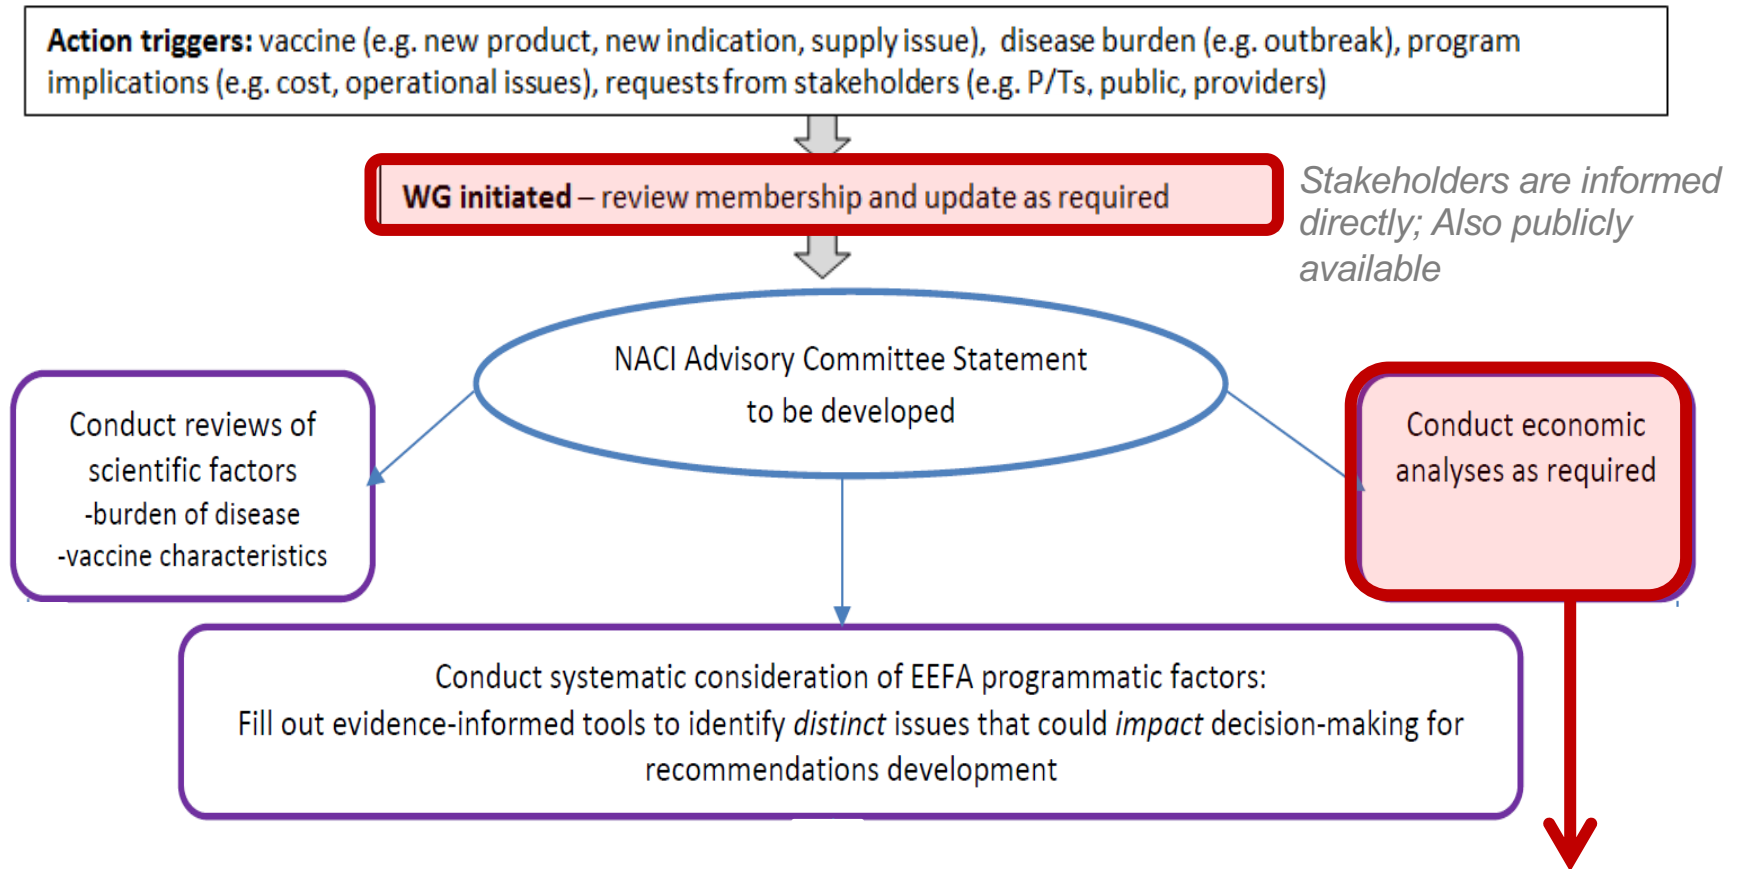 Action triggers: vaccine (e.g. new product, new indication, supply issue), disease burden (e.g. outbreak), program
implications (e.g. cost, operational issues), requests from stakeholders (e.g. P/Ts, public, providers)
WG initiated – review membership and update as required
Stakeholders are informed
directly; Also publicly
available
NACI Advisory Committee Statement
to be developed
Conduct reviews of
scientific factors
-burden of disease
-vaccine characteristics
Conduct economic
analyses as required
Conduct systematic consideration of EEFA programmatic factors:
Fill out evidence-informed tools to identify distinct issues that could impact decision-making for
recommendations development